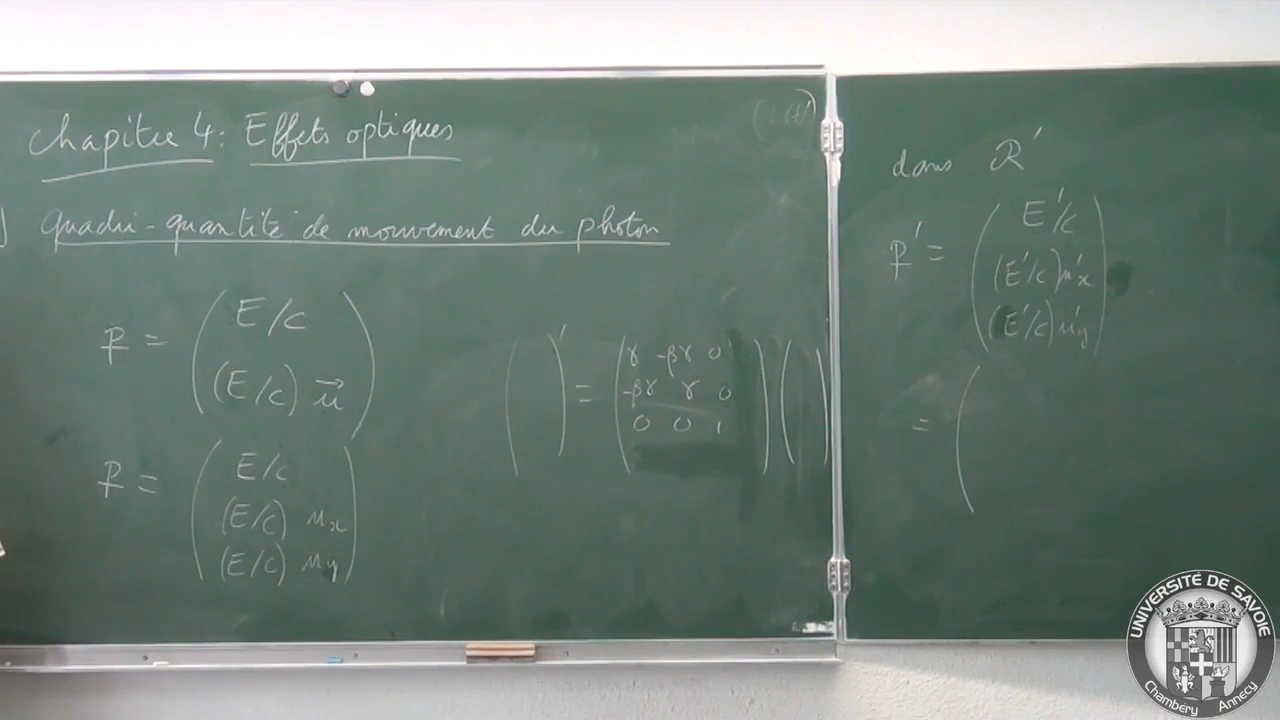 Chapitre 4 : Effets optiques
) Quadri-quantité de mouvement du photon
P = ( E/c
(E/c) u⃗ )
P = ( E/c
(E/c) ux
(E/c) uy )
( )' = ( γ -βγ 0
-βγ γ 0
0 0 1 ) ( )
dans R'
P' = ( E'/c
(E'/c) u'x
(E'/c) u'y )
= (
UNIVERSITÉ DE SAVOIE
Chambéry Annecy